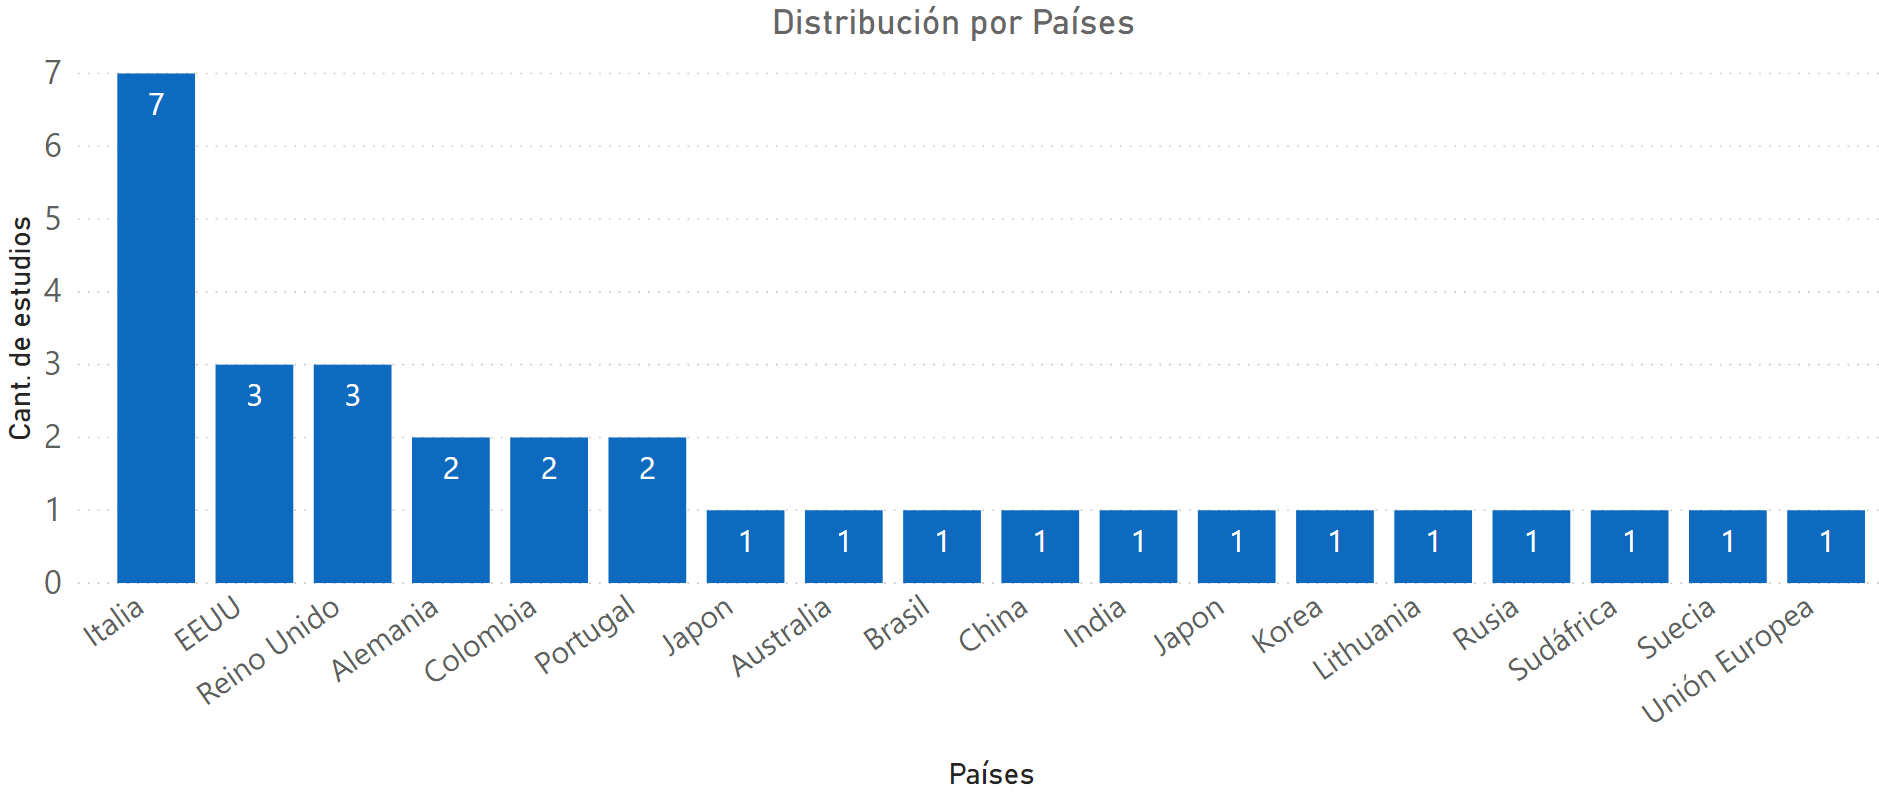 Distribución por Países
Cant. de estudios
7
6
5
4
3
2
1
0
7
3
3
2
2
2
1
1
1
1
1
1
1
1
1
1
1
1
Italia
EEUU
Reino Unido
Alemania
Colombia
Portugal
Japon
Australia
Brasil
China
India
Japon
Korea
Lithuania
Rusia
Sudáfrica
Suecia
Unión Europea
Países